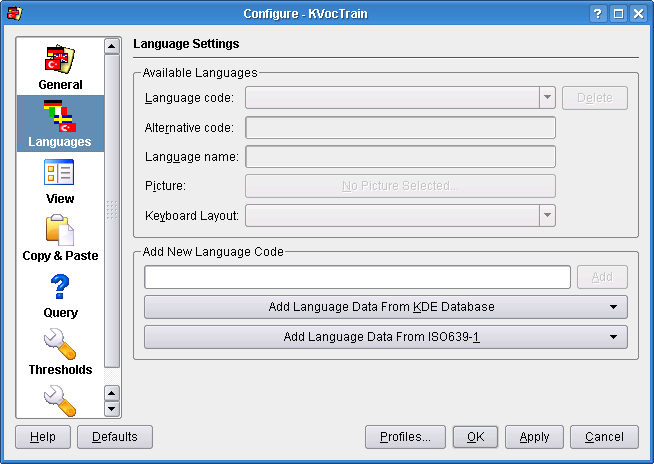 Configure - KVocTrain
General
Languages
View
Copy & Paste
Query
Thresholds
Language Settings
Available Languages
Language code: Delete
Alternative code:
Language name:
Picture: No Picture Selected...
Keyboard Layout:
Add New Language Code
Add
Add Language Data From KDE Database
Add Language Data From ISO639-1
Help Defaults Profiles... OK Apply Cancel